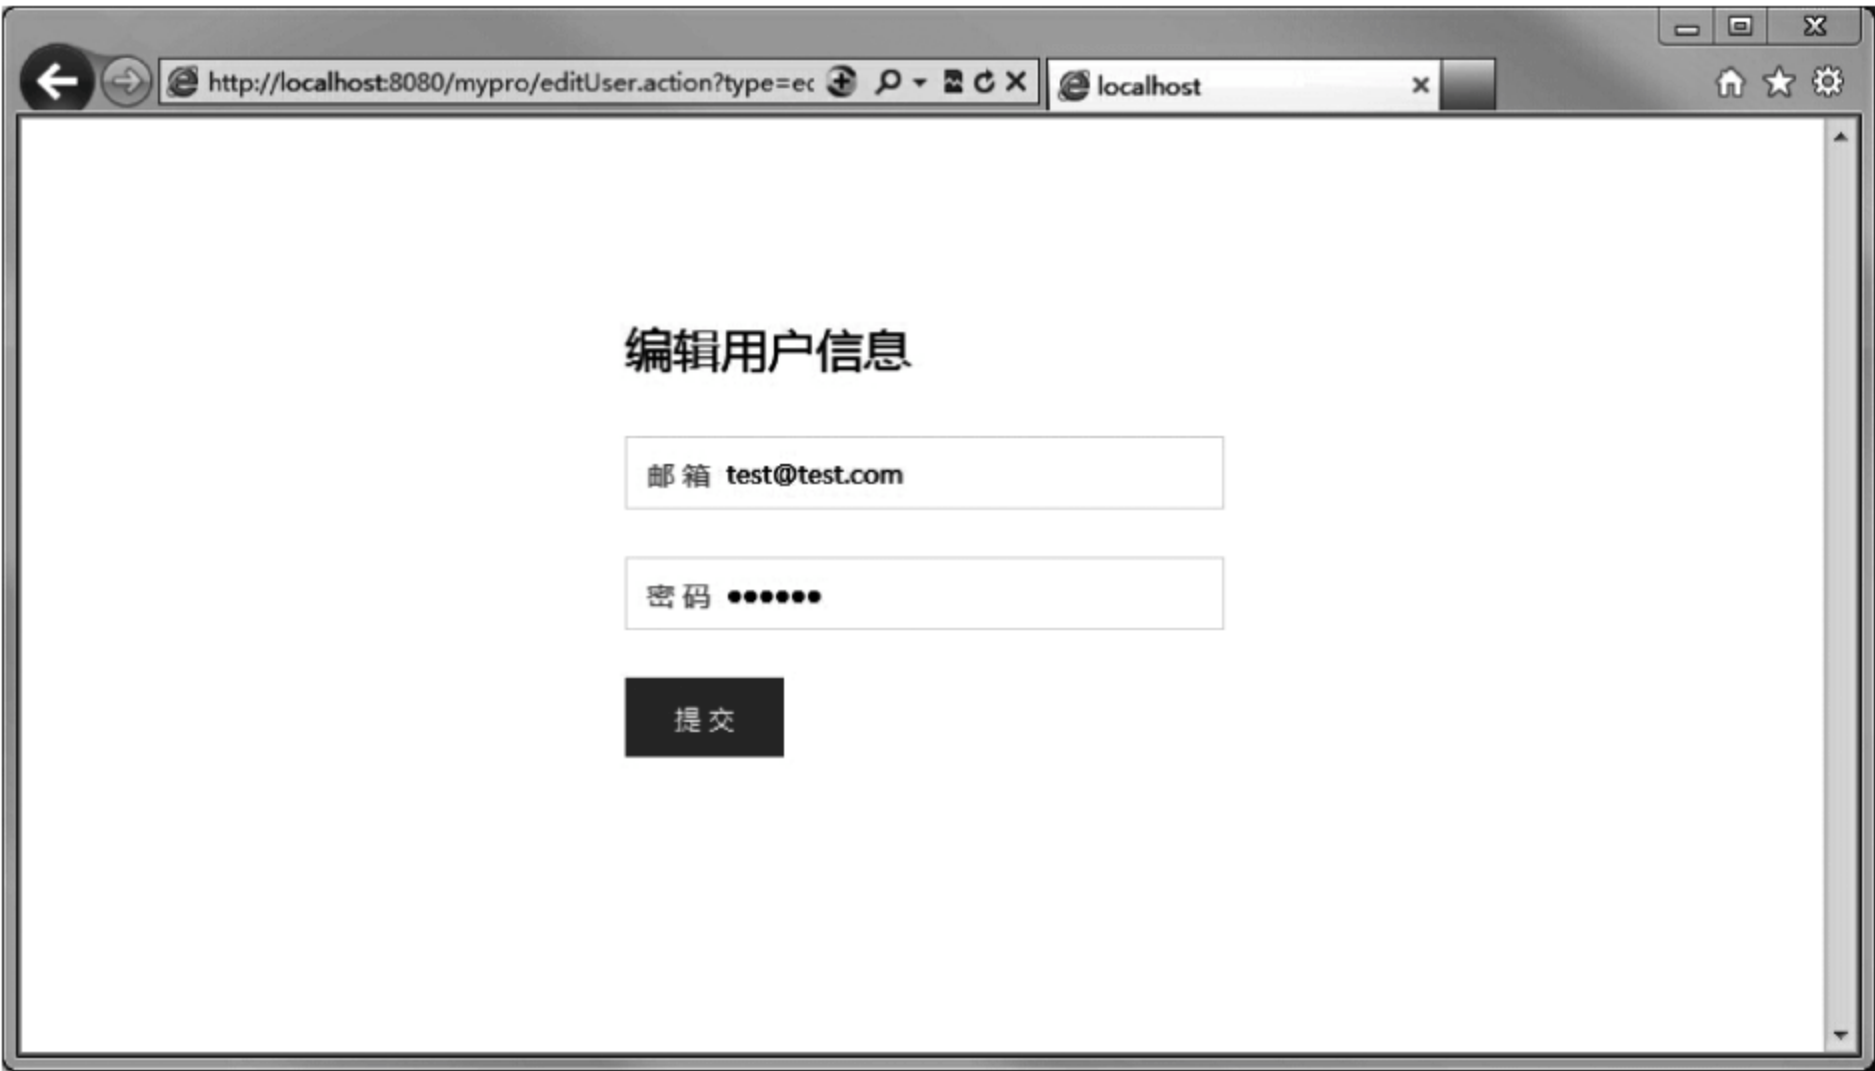 http://localhost:8080/mypro/editUser.action?type=ec
localhost
编辑用户信息
邮箱 test@test.com
密码 ••••••
提交